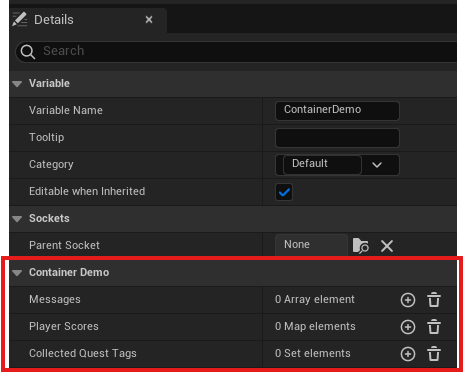 Details
Search
Variable
Variable Name ContainerDemo
Tooltip
Category Default
Editable when Inherited
Sockets
Parent Socket None
Container Demo
Messages 0 Array element
Player Scores 0 Map elements
Collected Quest Tags 0 Set elements